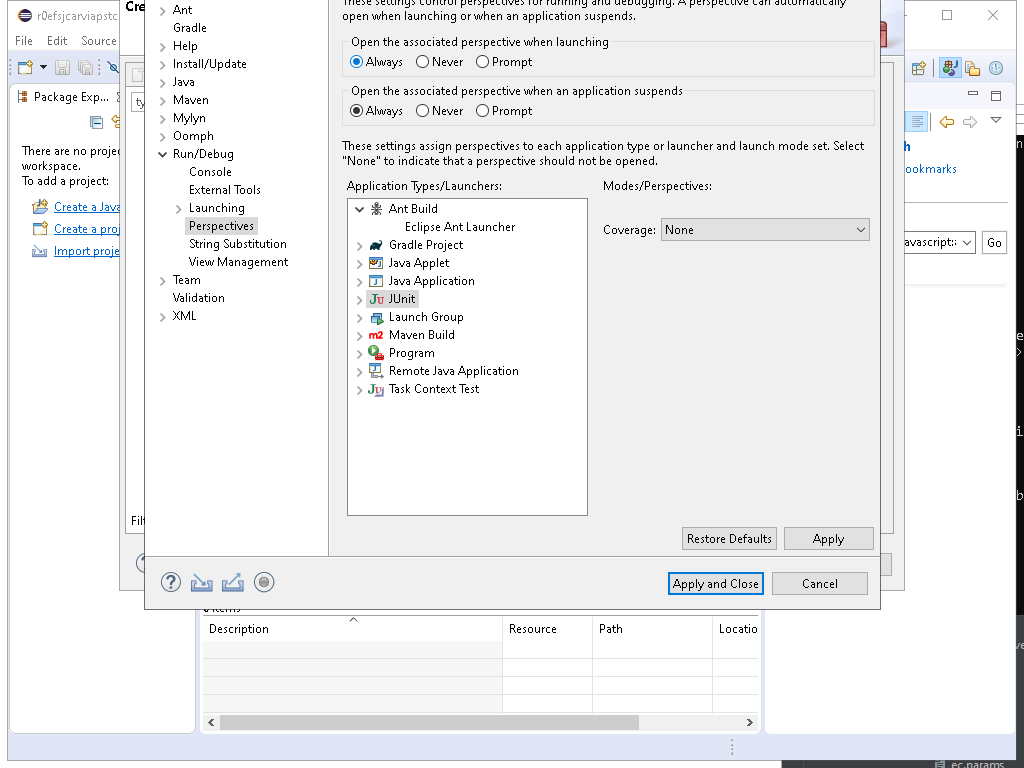 r0efsjcarviapstc
File Edit Source
Package Exp...
There are no proje
workspace.
To add a project:
Create a Java
Create a proj
Import proje
Cre
ty
Filt
Ant
Gradle
Help
Install/Update
Java
Maven
Mylyn
Oomph
Run/Debug
Console
External Tools
Launching
Perspectives
String Substitution
View Management
Team
Validation
XML
These settings control perspectives for running and debugging. A perspective can automatically
open when launching or when an application suspends.
Open the associated perspective when launching
Always Never Prompt
Open the associated perspective when an application suspends
Always Never Prompt
These settings assign perspectives to each application type or launcher and launch mode set. Select
"None" to indicate that a perspective should not be opened.
Application Types/Launchers:
Ant Build
Eclipse Ant Launcher
Gradle Project
Java Applet
Java Application
JUnit
Launch Group
Maven Build
Program
Remote Java Application
Task Context Test
Modes/Perspectives:
Coverage: None
Restore Defaults Apply
Apply and Close Cancel
h
ookmarks
avascript:: Go
items
Description Resource Path Locatio
ec.params